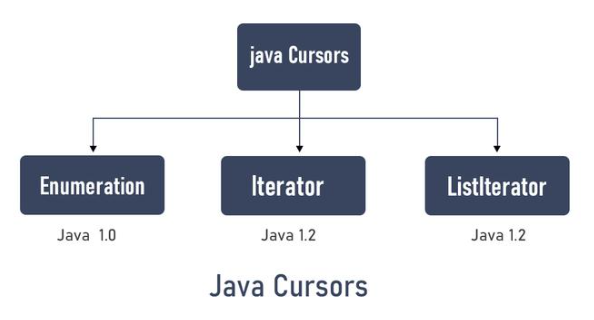 java Cursors
Enumeration
Iterator
ListIterator
Java 1.0
Java 1.2
Java 1.2
Java Cursors